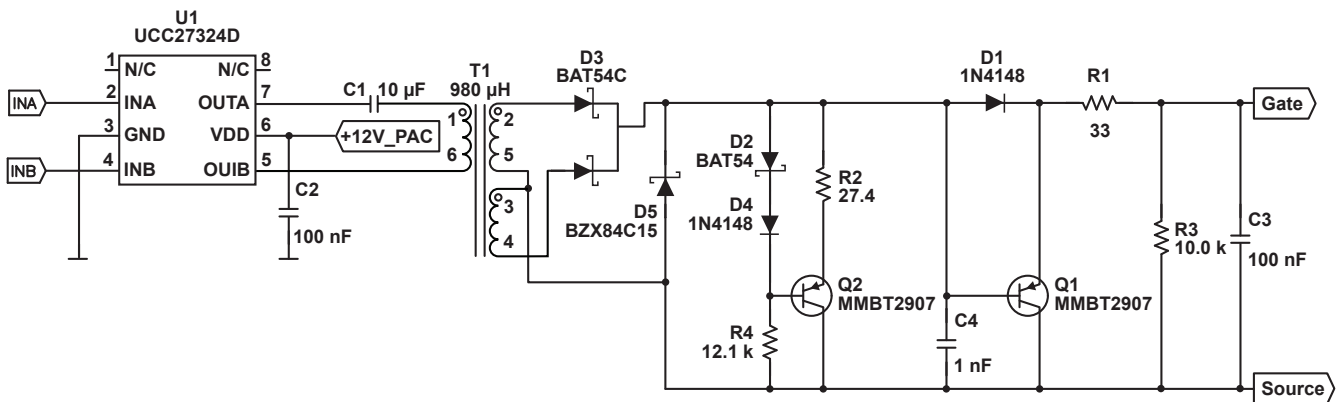 U1
UCC27324D
1
N/C
N/C
8
INA
2
INA
OUTA
7
C1
10 µF
3
GND
VDD
6
+12V_PAC
INB
4
INB
OUIB
5
C2
100 nF
T1
980 µH
1
6
2
5
3
4
D3
BAT54C
D5
BZX84C15
D2
BAT54
D4
1N4148
R2
27.4
Q2
MMBT2907
R4
12.1 k
D1
1N4148
R1
33
Gate
C4
1 nF
Q1
MMBT2907
R3
10.0 k
C3
100 nF
Source